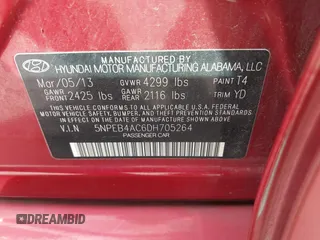 MANUFACTURED BY
HYUNDAI MOTOR MANUFACTURING ALABAMA, LLC
Mar/05/13 GVWR 4299 lbs PAINT T4
GAWR FRONT 2425 lbs GAWR REAR 2116 lbs TRIM YD
THIS VEHICLE CONFORMS TO ALL APPLICABLE U.S. FEDERAL
MOTOR VEHICLE SAFETY, BUMPER, AND THEFT PREVENTION STANDARDS
IN EFFECT ON THE DATE OF MANUFACTURE SHOWN ABOVE.
V.I.N 5NPEB4AC6DH705264
PASSENGER CAR
DREAMBID